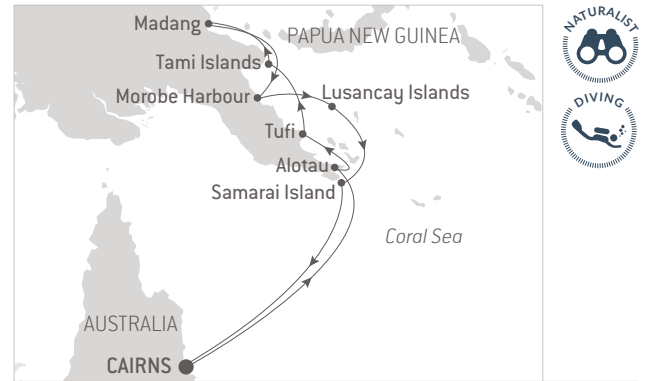 Madang
PAPUA NEW GUINEA
Tami Islands
Morobe Harbour
Lusancay Islands
Tufi
Alotau
Samarai Island
Coral Sea
AUSTRALIA
CAIRNS
NATURALIST
DIVING